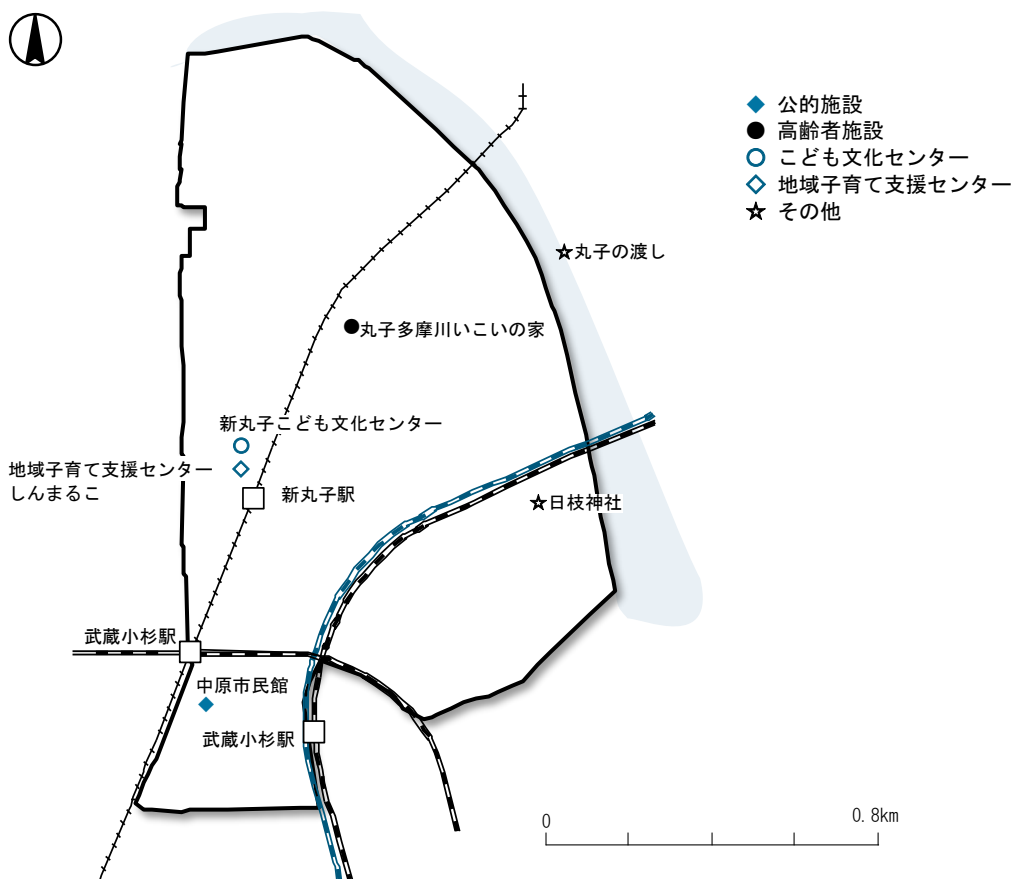 公的施設
高齢者施設
こども文化センター
地域子育て支援センター
その他
丸子の渡し
丸子多摩川いこいの家
新丸子こども文化センター
地域子育て支援センター
しんまるこ
新丸子駅
日枝神社
武蔵小杉駅
中原市民館
武蔵小杉駅
0
0.8km